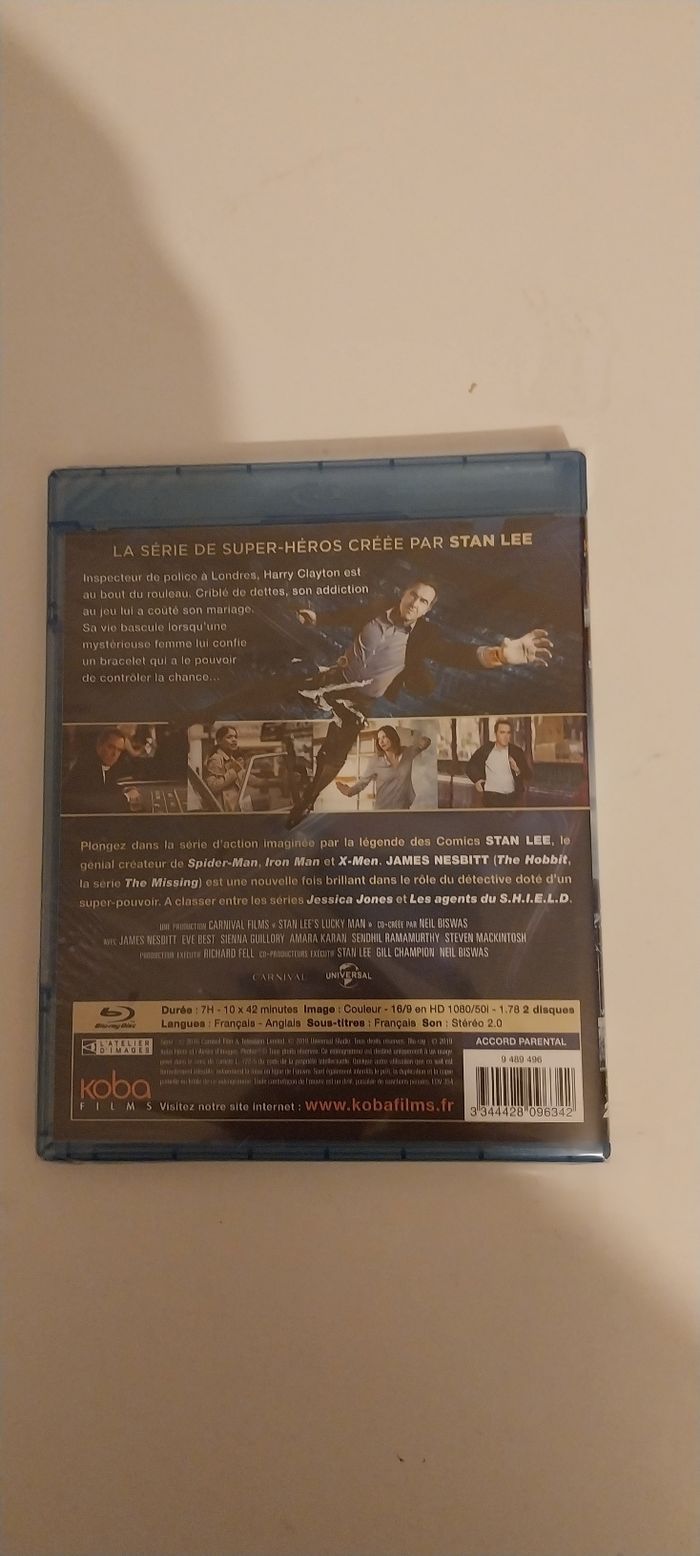 LA SÉRIE DE SUPER-HÉROS CRÉÉE PAR STAN LEE
Inspecteur de police à Londres, Harry Clayton est
au bout du rouleau. Criblé de dettes, son addiction
au jeu lui a coûté son mariage.
Sa vie bascule lorsqu'une
mystérieuse femme lui confie
un bracelet qui a le pouvoir
de contrôler la chance...
Plongez dans la série d'action imaginée par la légende des Comics STAN LEE, le
génial créateur de Spider-Man, Iron Man et X-Men. JAMES NESBITT (The Hobbit,
la série The Missing) est une nouvelle fois brillant dans le rôle du détective doté d'un
super-pouvoir. A classer entre les séries Jessica Jones et Les agents du S.H.I.E.L.D.
UNE PRODUCTION CARNIVAL FILMS « STAN LEE'S LUCKY MAN » CO-CRÉÉE PAR NEIL BISWAS
AVEC JAMES NESBITT EVE BEST SIENNA GUILLORY AMARA KARAN SENDHIL RAMAMURTHY STEVEN MACKINTOSH
PRODUCTEUR EXÉCUTIF RICHARD FELL CO-PRODUCTEURS EXÉCUTIF STAN LEE GILL CHAMPION NEIL BISWAS
CARNIVAL UNIVERSAL
Blu-ray Disc
Durée : 7H - 10 x 42 minutes Image : Couleur - 16/9 en HD 1080/50i - 1.78 2 disques
Langues : Français - Anglais Sous-titres : Français Son : Stéréo 2.0
L'ATELIER
D'IMAGES
ACCORD PARENTAL
9 489 496
3 344428 096342
koba
FILMS
Visitez notre site internet : www.kobafilms.fr